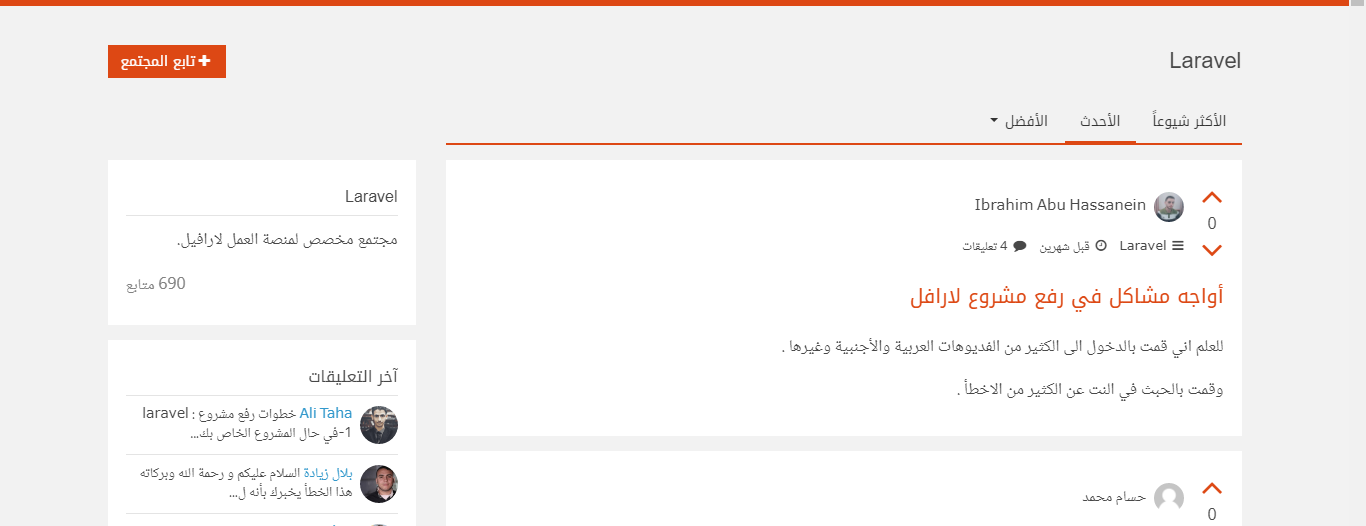 Laravel
تابع المجتمع
الأكثر شيوعاً
الأحدث
الأفضل
Ibrahim Abu Hassanein
0
Laravel
قبل شهرين
4 تعليقات
أواجه مشاكل في رفع مشروع لارافل
للعلم اني قمت بالدخول الى الكثير من الفديوهات العربية والأجنبية وغيرها .
وقمت بالحبث في النت عن الكثير من الاخطأ .
حسام محمد
0
Laravel
مجتمع مخصص لمنصة العمل لارافيل.
690 متابع
آخر التعليقات
Ali Taha خطوات رفع مشروع laravel :
1-في حال المشروع الخاص بك...
بلال زيادة السلام عليكم و رحمة الله وبركاته
هذا الخطأ يخبرك بأنه ل...